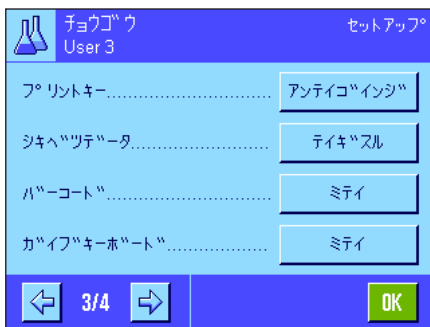 チョウゴウ セットアップ
User 3
プリントキー............................ アンテイゴインジ
シキベツデータ....................... テイギズル
バーコード............................. ミテイ
ガイブキーボード.................... ミテイ
3/4 OK